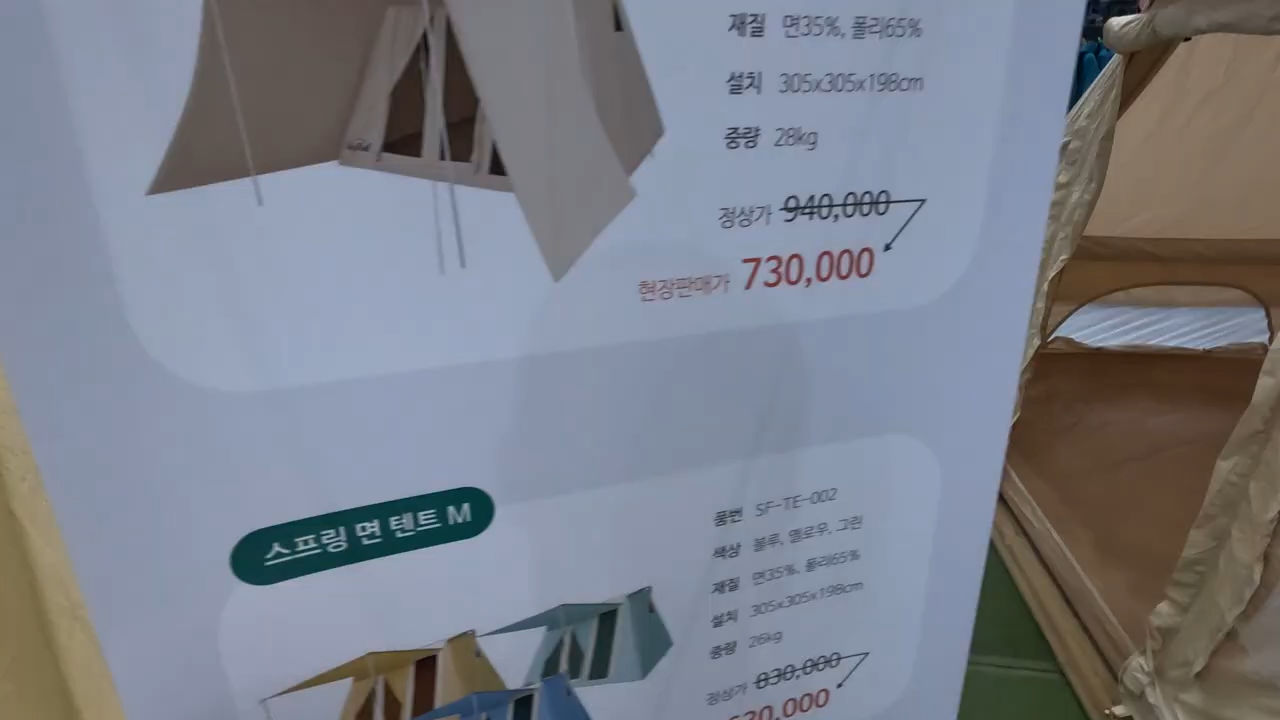 재질 면35%, 폴리65%
설치 305x305x198cm
중량 28kg
정상가 940,000
현장판매가 730,000
스프링 면 텐트 M
품번 SF-TE-002
색상 블루, 옐로우, 그린
재질 면35%, 폴리65%
설치 305x305x198cm
중량 26kg
정상가 830,000